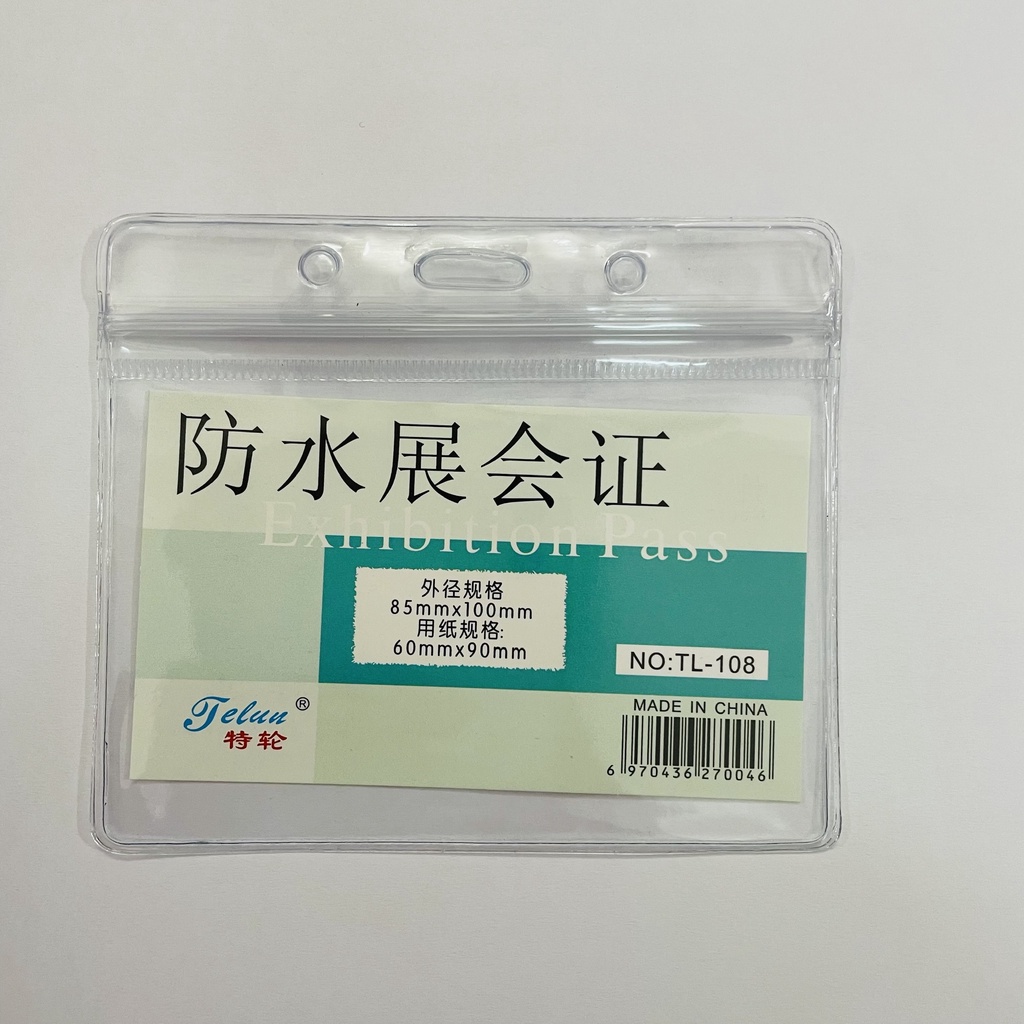 防水展会证
Exhibition Pass
外径规格
85mmx100mm
用纸规格:
60mmx90mm
NO:TL-108
Telun®
特轮
MADE IN CHINA
6 970436 270046